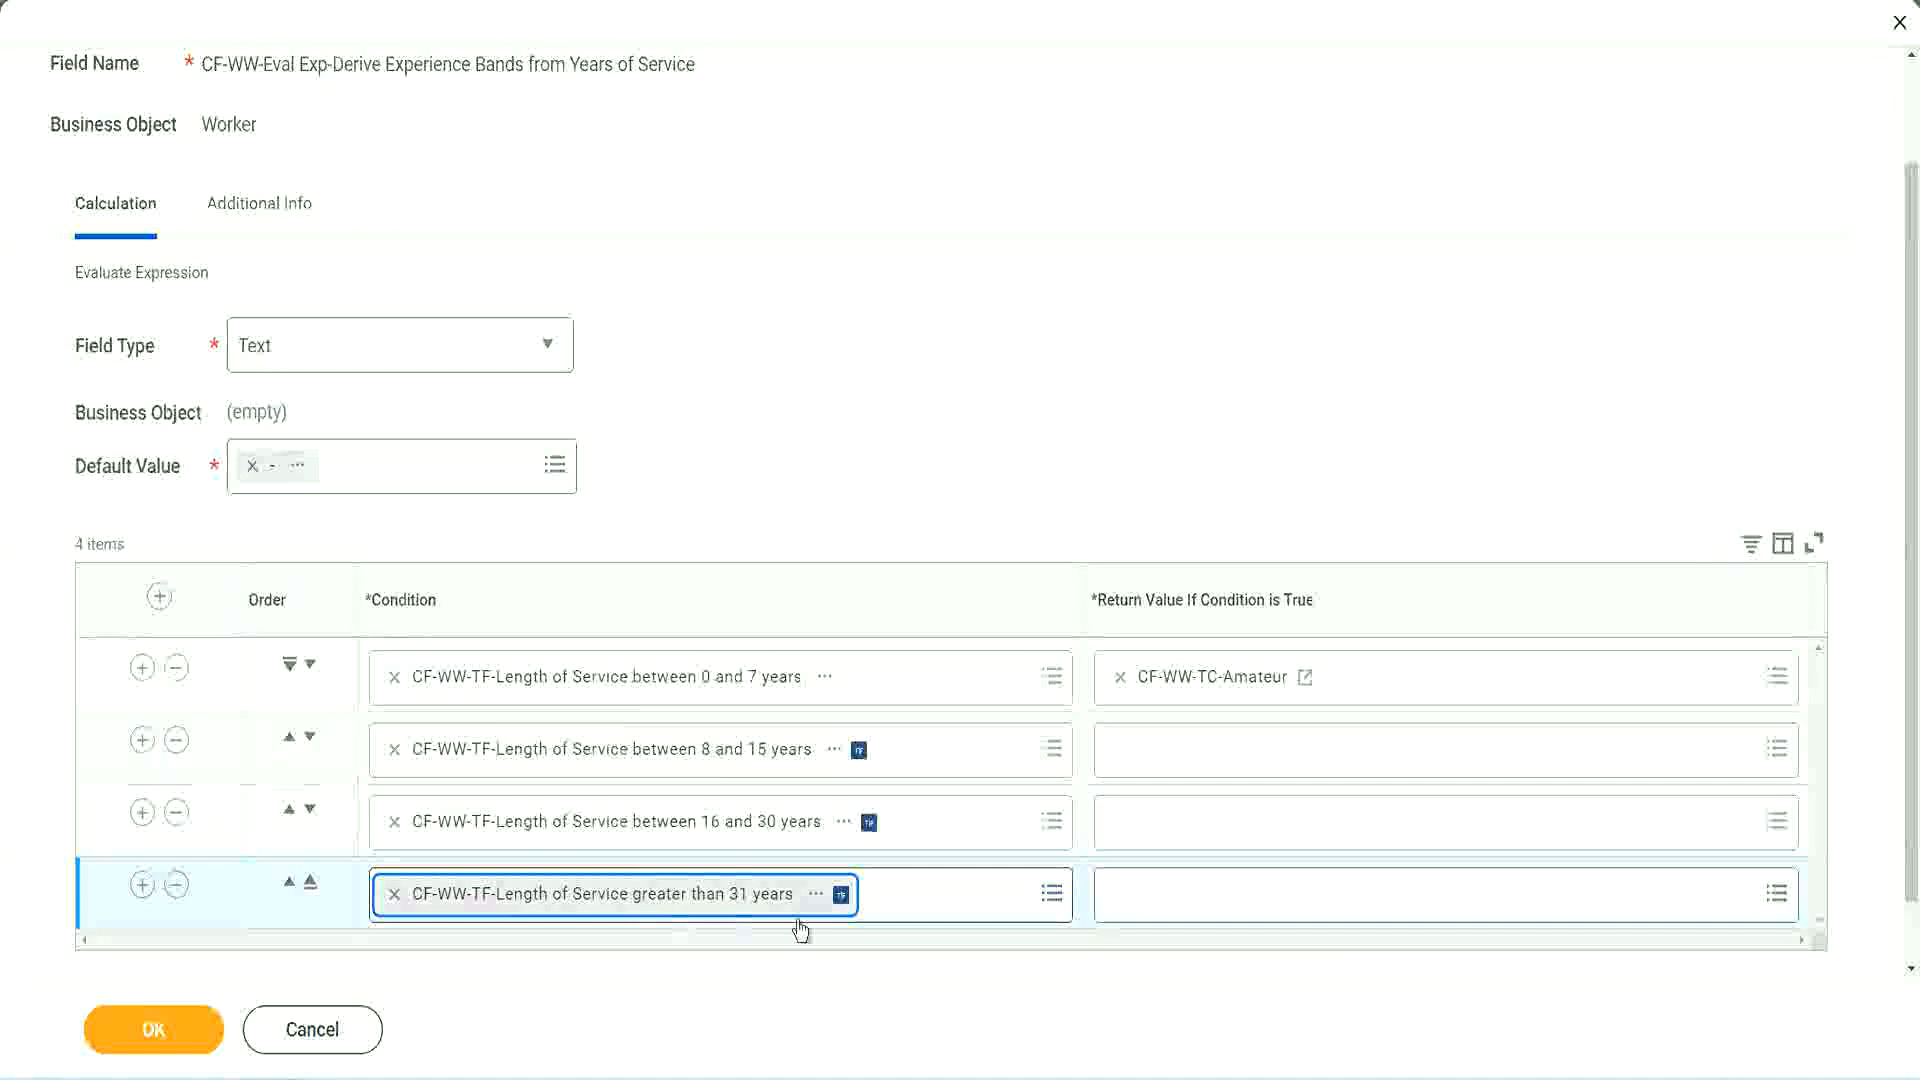 Field Name * CF-WW-Eval Exp-Derive Experience Bands from Years of Service
Business Object Worker
Calculation Additional Info
Evaluate Expression
Field Type * Text
Business Object (empty)
Default Value * -
4 items
Order *Condition *Return Value If Condition is True
CF-WW-TF-Length of Service between 0 and 7 years CF-WW-TC-Amateur
CF-WW-TF-Length of Service between 8 and 15 years
CF-WW-TF-Length of Service between 16 and 30 years
CF-WW-TF-Length of Service greater than 31 years
OK Cancel